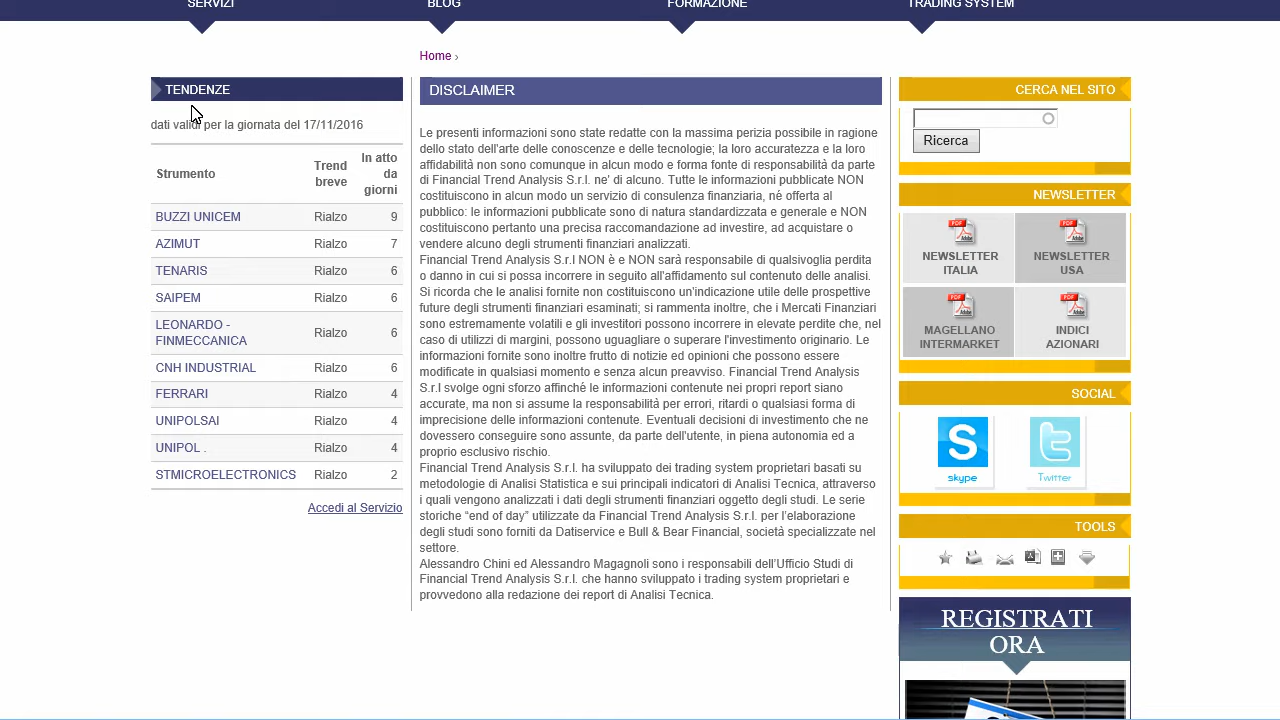 SERVIZI
BLOG
FORMAZIONE
TRADING SYSTEM
Home ›
TENDENZE
dati validi per la giornata del 17/11/2016
Strumento Trend breve In atto da giorni
BUZZI UNICEM Rialzo 9
AZIMUT Rialzo 7
TENARIS Rialzo 6
SAIPEM Rialzo 6
LEONARDO -
FINMECCANICA Rialzo 6
CNH INDUSTRIAL Rialzo 6
FERRARI Rialzo 4
UNIPOLSAI Rialzo 4
UNIPOL . Rialzo 4
STMICROELECTRONICS Rialzo 2
Accedi al Servizio
DISCLAIMER
Le presenti informazioni sono state redatte con la massima perizia possibile in ragione
dello stato dell'arte delle conoscenze e delle tecnologie; la loro accuratezza e la loro
affidabilità non sono comunque in alcun modo e forma fonte di responsabilità da parte
di Financial Trend Analysis S.r.l. ne' di alcuno. Tutte le informazioni pubblicate NON
costituiscono in alcun modo un servizio di consulenza finanziaria, né offerta al
pubblico: le informazioni pubblicate sono di natura standardizzata e generale e NON
costituiscono pertanto una precisa raccomandazione ad investire, ad acquistare o
vendere alcuno degli strumenti finanziari analizzati.
Financial Trend Analysis S.r.l NON è e NON sarà responsabile di qualsivoglia perdita
o danno in cui si possa incorrere in seguito all'affidamento sul contenuto delle analisi.
Si ricorda che le analisi fornite non costituiscono un'indicazione utile delle prospettive
future degli strumenti finanziari esaminati; si rammenta inoltre, che i Mercati Finanziari
sono estremamente volatili e gli investitori possono incorrere in elevate perdite che, nel
caso di utilizzi di margini, possono uguagliare o superare l'investimento originario. Le
informazioni fornite sono inoltre frutto di notizie ed opinioni che possono essere
modificate in qualsiasi momento e senza alcun preavviso. Financial Trend Analysis
S.r.l svolge ogni sforzo affinché le informazioni contenute nei propri report siano
accurate, ma non si assume la responsabilità per errori, ritardi o qualsiasi forma di
imprecisione delle informazioni contenute. Eventuali decisioni di investimento che ne
dovessero conseguire sono assunte, da parte dell'utente, in piena autonomia ed a
proprio esclusivo rischio.
Financial Trend Analysis S.r.l. ha sviluppato dei trading system proprietari basati su
metodologie di Analisi Statistica e sui principali indicatori di Analisi Tecnica, attraverso
i quali vengono analizzati i dati degli strumenti finanziari oggetto degli studi. Le serie
storiche “end of day” utilizzate da Financial Trend Analysis S.r.l. per l’elaborazione
degli studi sono forniti da Datiservice e Bull & Bear Financial, società specializzate nel
settore.
Alessandro Chini ed Alessandro Magagnoli sono i responsabili dell’Ufficio Studi di
Financial Trend Analysis S.r.l. che hanno sviluppato i trading system proprietari e
provvedono alla redazione dei report di Analisi Tecnica.
CERCA NEL SITO
Ricerca
NEWSLETTER
PDF Adobe
NEWSLETTER
ITALIA
PDF Adobe
NEWSLETTER
USA
PDF Adobe
MAGELLANO
INTERMARKET
PDF Adobe
INDICI
AZIONARI
SOCIAL
S
skype
t
Twitter
TOOLS
REGISTRATI
ORA